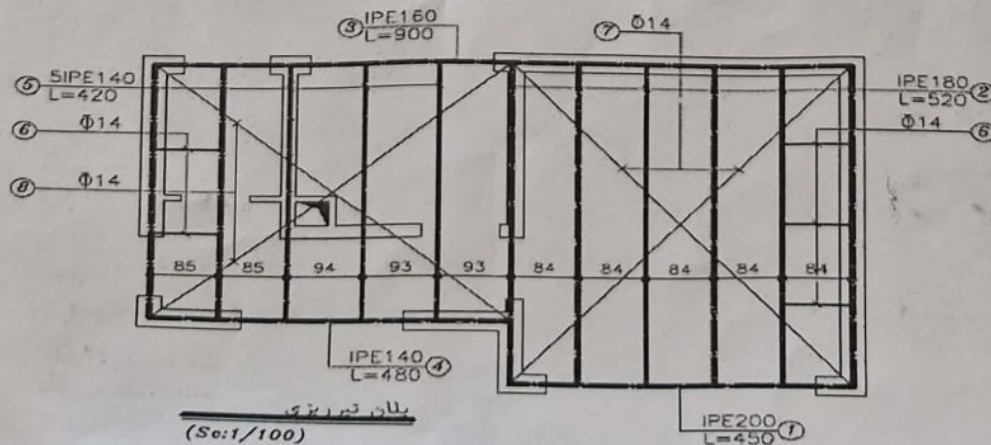 ③ IPE160
L=900
⑦ Φ14
⑤ 5IPE140
L=420
IPE180 ②
L=520
⑥ Φ14
Φ14 ⑥
⑧ Φ14
85 85 94 93 93 84 84 84 84 84
IPE140 ④
L=480
IPE200 ①
L=450
پلان تیرریزی
(Sc:1/100)